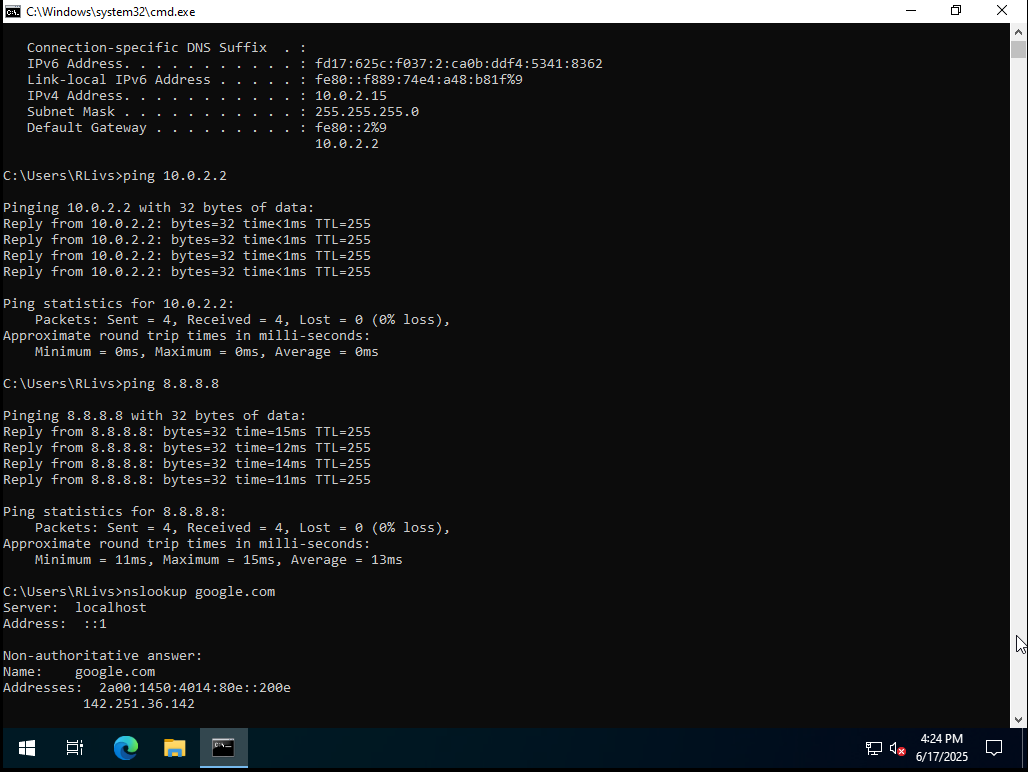 C:\Windows\system32\cmd.exe
Connection-specific DNS Suffix  . :
IPv6 Address. . . . . . . . . . . : fd17:625c:f037:2:ca0b:ddf4:5341:8362
Link-local IPv6 Address . . . . . : fe80::f889:74e4:a48:b81f%9
IPv4 Address. . . . . . . . . . . : 10.0.2.15
Subnet Mask . . . . . . . . . . . : 255.255.255.0
Default Gateway . . . . . . . . . : fe80::2%9
10.0.2.2
C:\Users\RLivs>ping 10.0.2.2
Pinging 10.0.2.2 with 32 bytes of data:
Reply from 10.0.2.2: bytes=32 time<1ms TTL=255
Reply from 10.0.2.2: bytes=32 time<1ms TTL=255
Reply from 10.0.2.2: bytes=32 time<1ms TTL=255
Reply from 10.0.2.2: bytes=32 time<1ms TTL=255
Ping statistics for 10.0.2.2:
Packets: Sent = 4, Received = 4, Lost = 0 (0% loss),
Approximate round trip times in milli-seconds:
Minimum = 0ms, Maximum = 0ms, Average = 0ms
C:\Users\RLivs>ping 8.8.8.8
Pinging 8.8.8.8 with 32 bytes of data:
Reply from 8.8.8.8: bytes=32 time=15ms TTL=255
Reply from 8.8.8.8: bytes=32 time=12ms TTL=255
Reply from 8.8.8.8: bytes=32 time=14ms TTL=255
Reply from 8.8.8.8: bytes=32 time=11ms TTL=255
Ping statistics for 8.8.8.8:
Packets: Sent = 4, Received = 4, Lost = 0 (0% loss),
Approximate round trip times in milli-seconds:
Minimum = 11ms, Maximum = 15ms, Average = 13ms
C:\Users\RLivs>nslookup google.com
Server:  localhost
Address:  ::1
Non-authoritative answer:
Name:    google.com
Addresses:  2a00:1450:4014:80e::200e
142.251.36.142
4:24 PM
6/17/2025